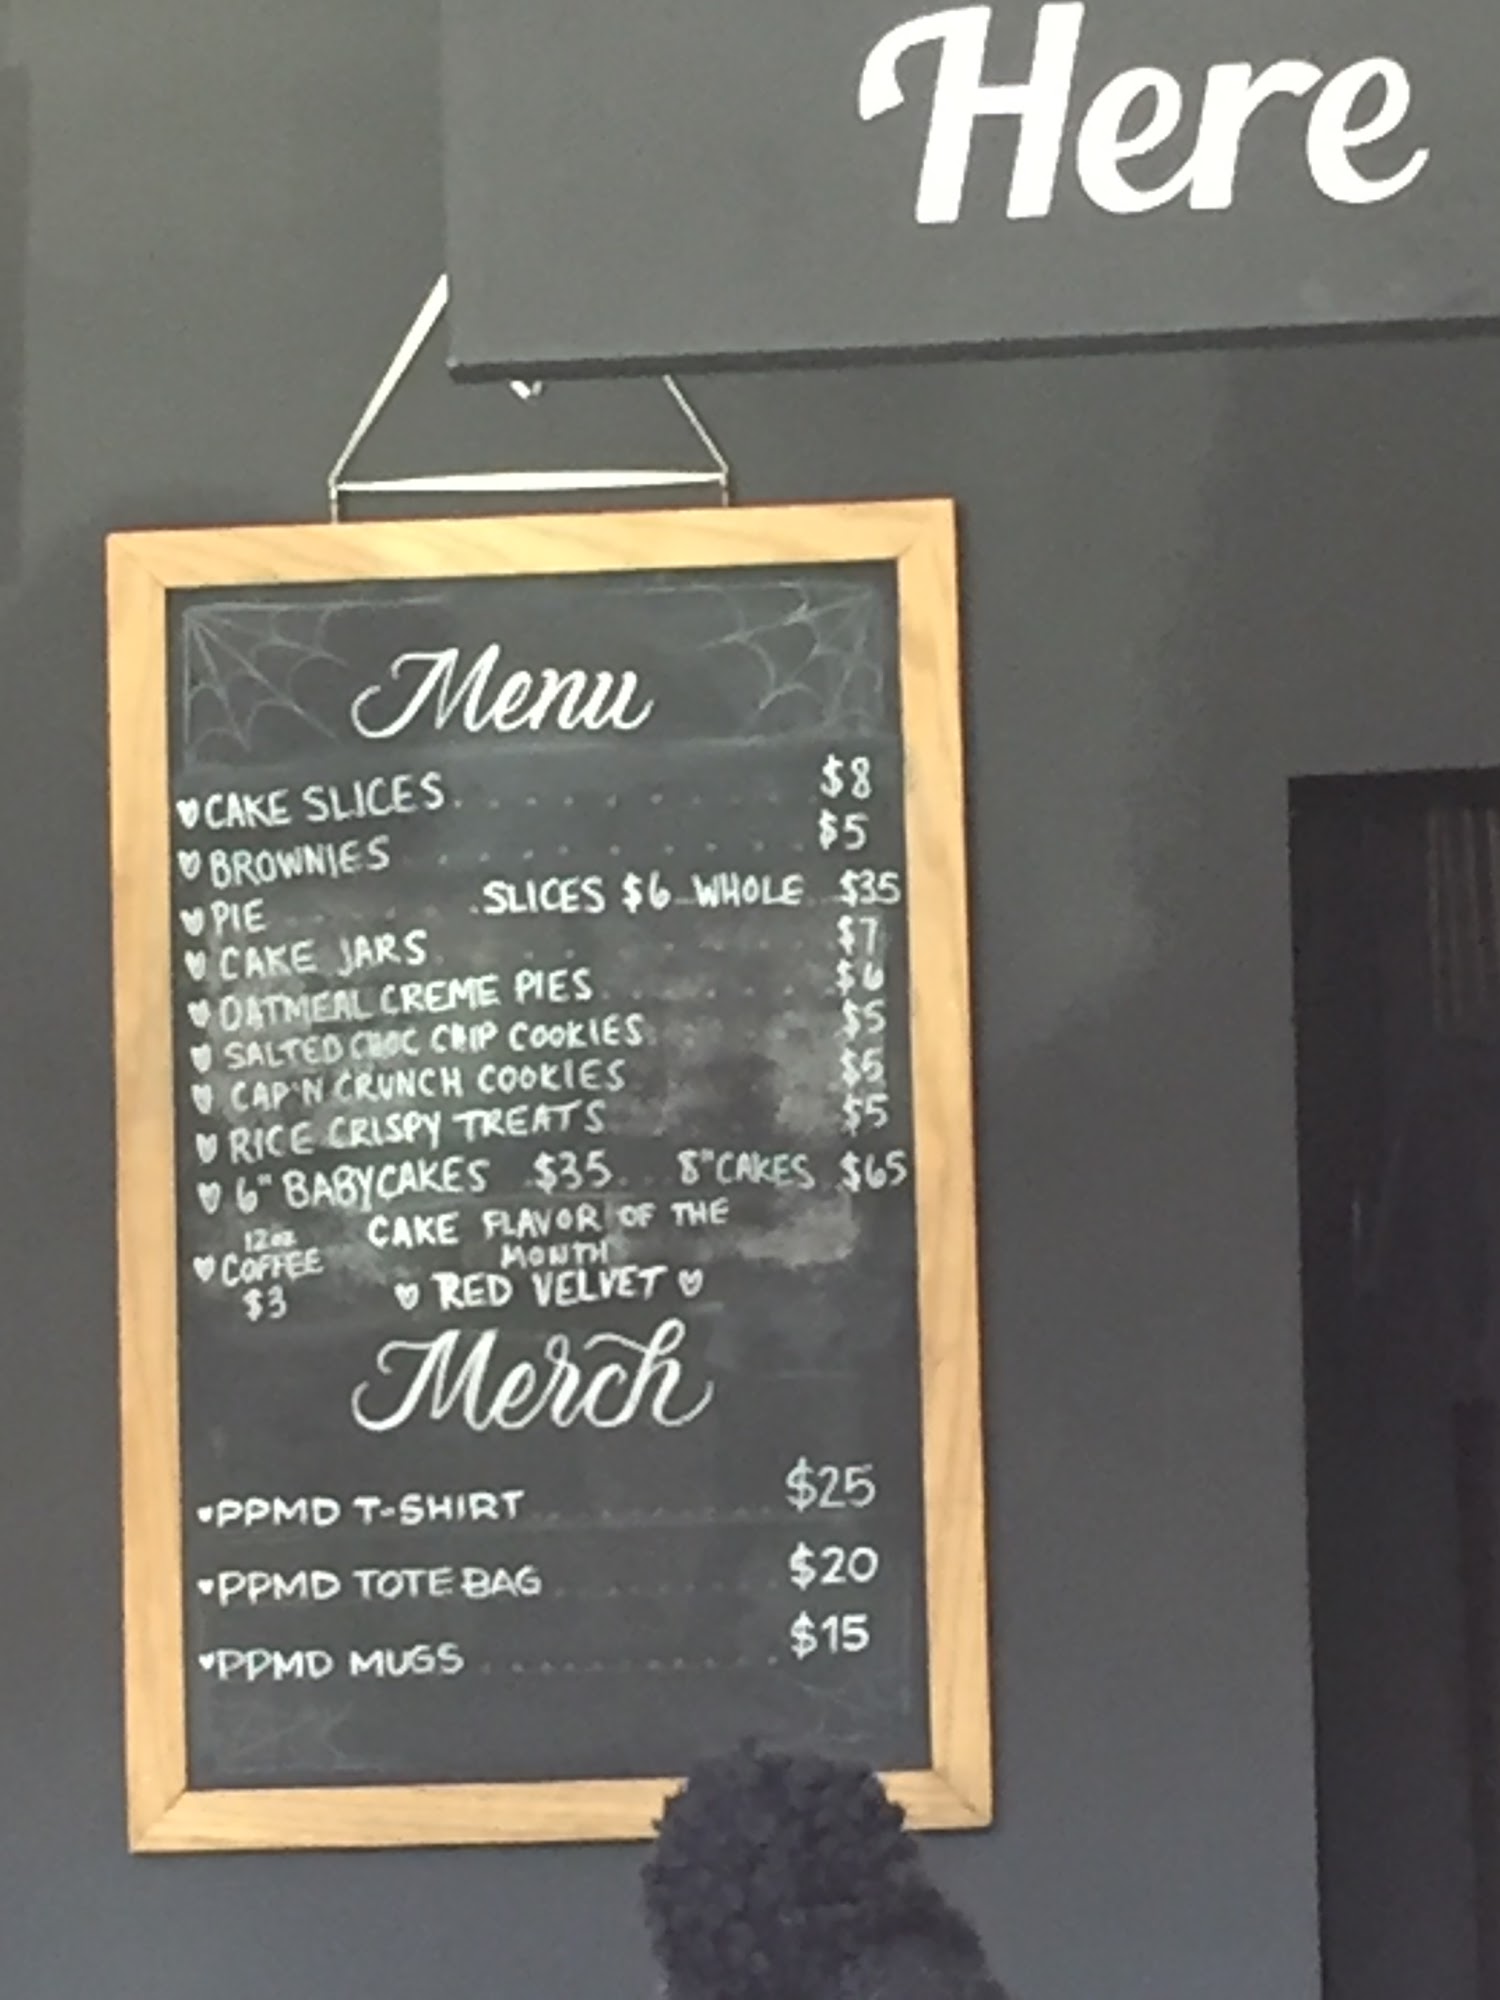 Here
Menu
CAKE SLICES $8
BROWNIES $5
PIE SLICES $6 WHOLE $35
CAKE JARS $7
OATMEAL CREME PIES $6
SALTED CHOC CHIP COOKIES $5
CAP'N CRUNCH COOKIES $5
RICE CRISPY TREATS $5
6" BABYCAKES $35 8" CAKES $65
12oz COFFEE $3
CAKE FLAVOR OF THE
MONTH
RED VELVET
Merch
PPMD T-SHIRT $25
PPMD TOTE BAG $20
PPMD MUGS $15